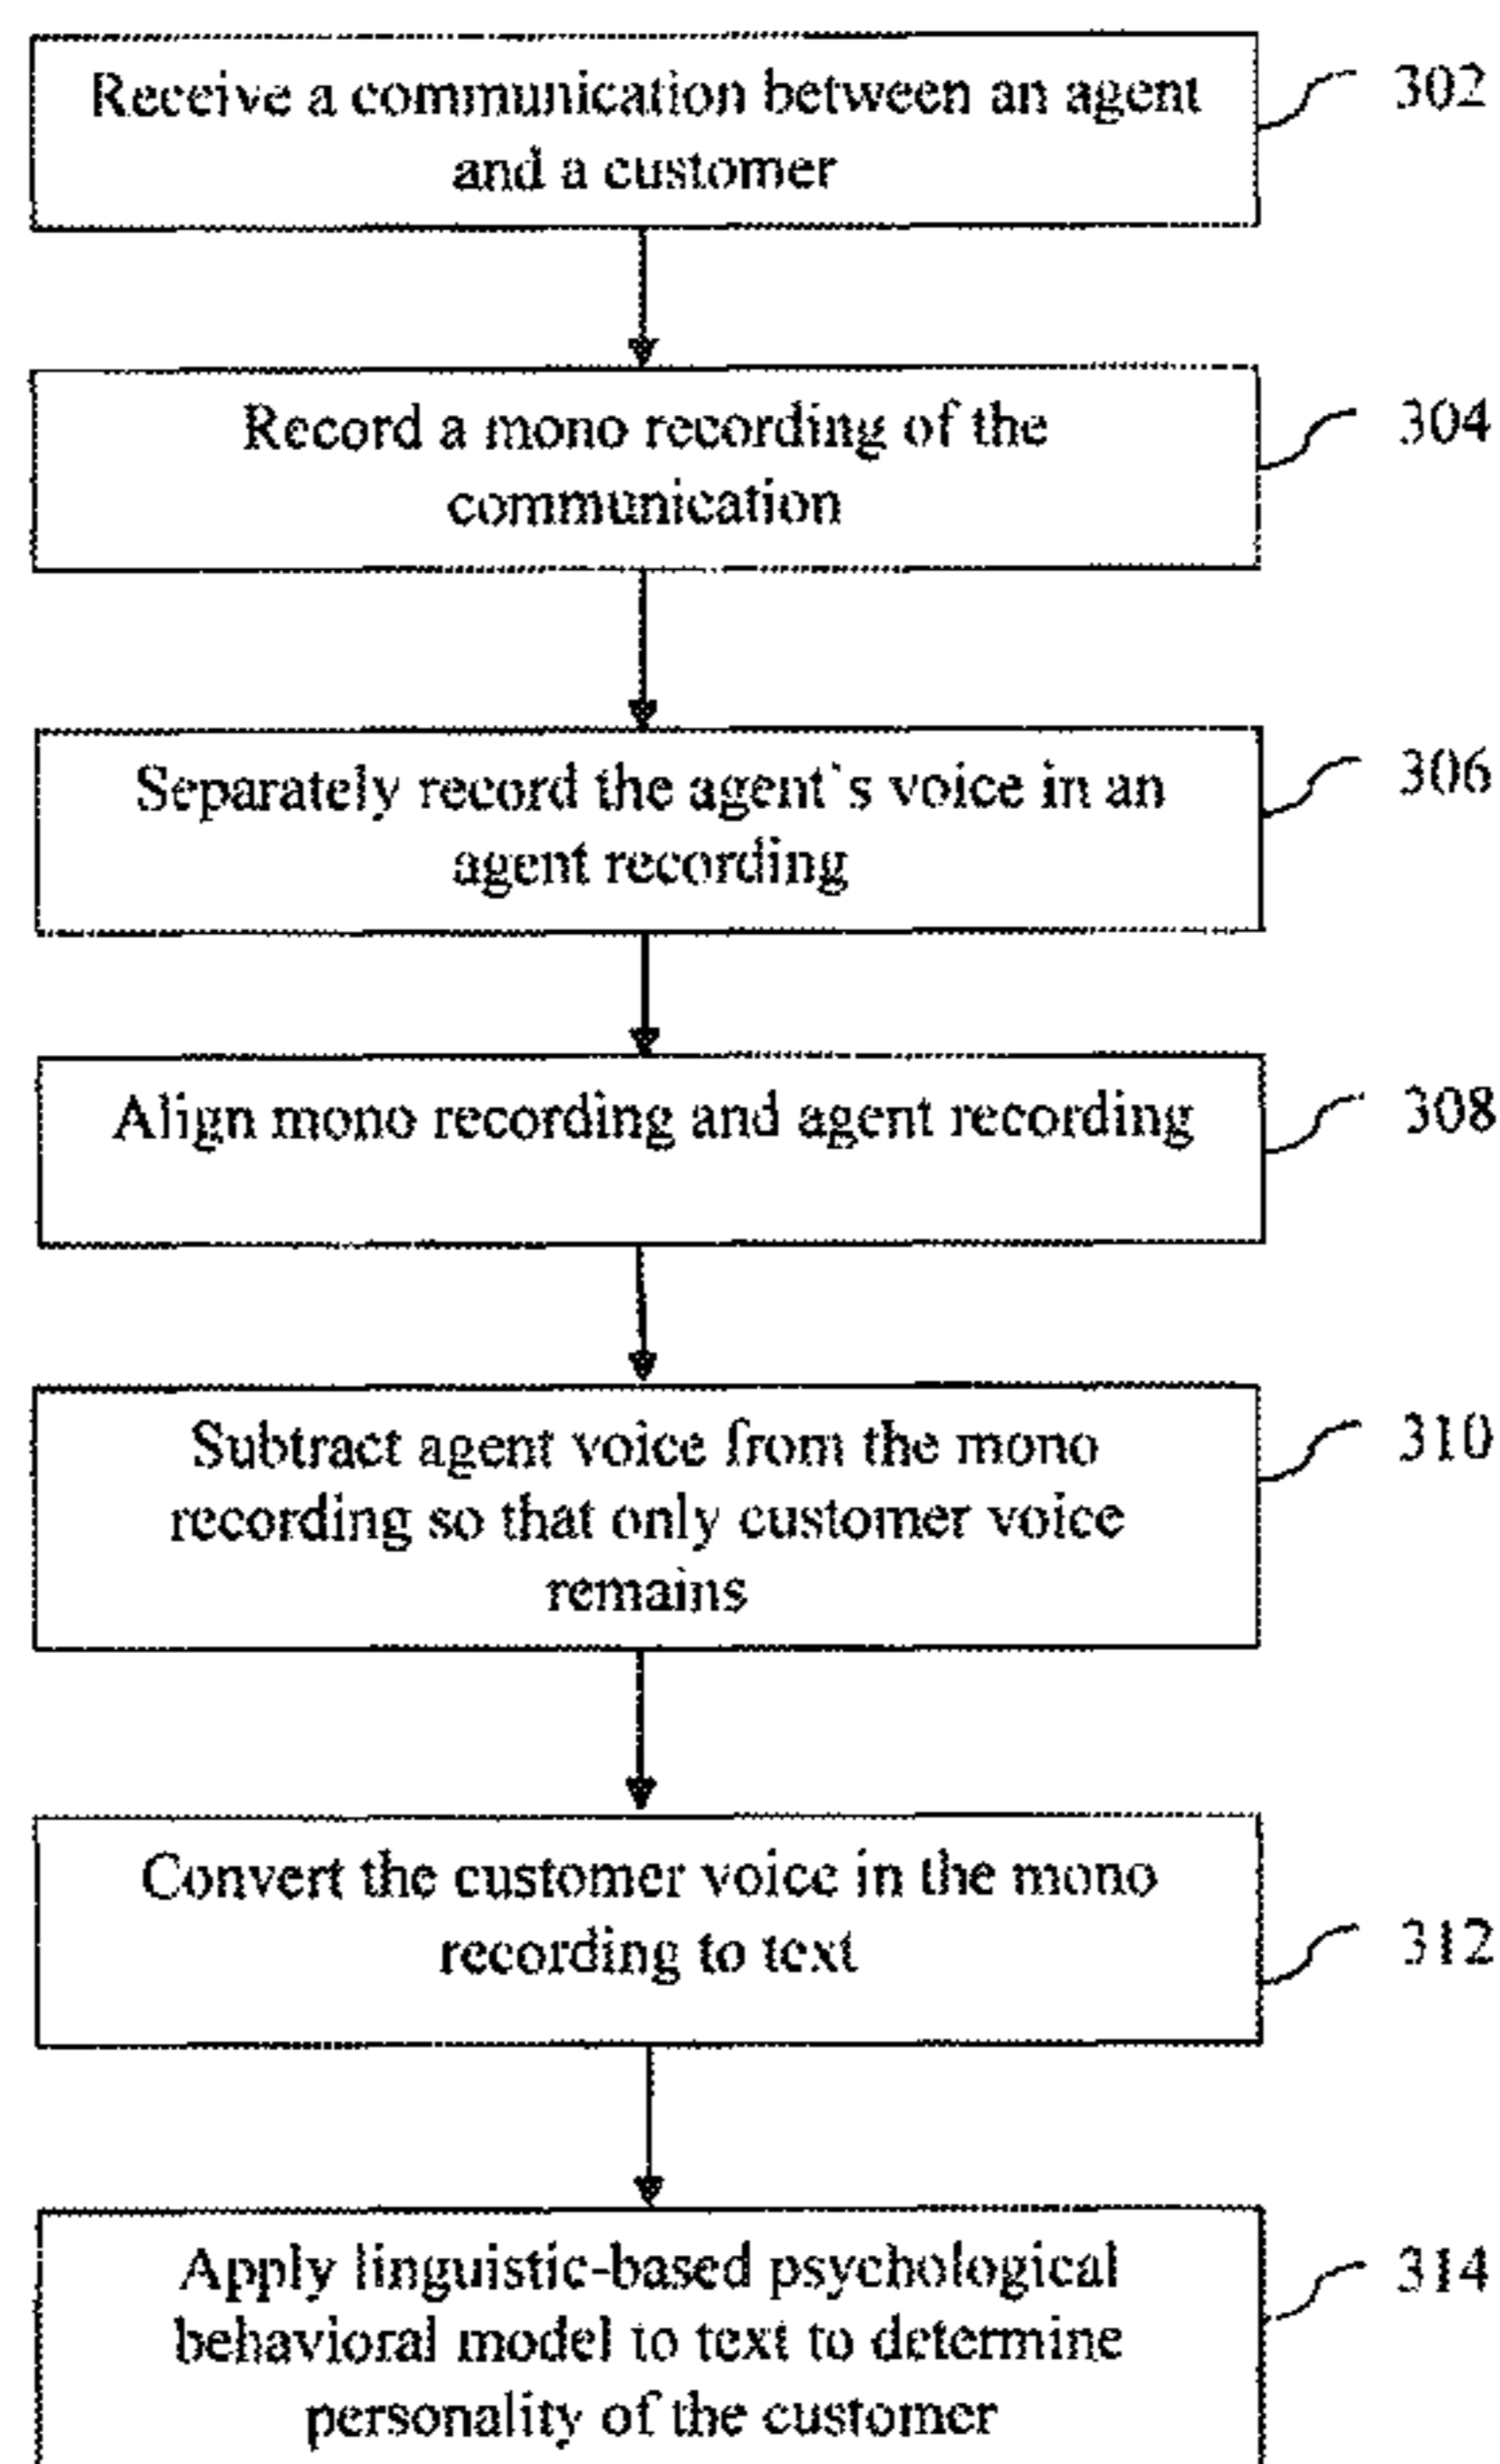 Receive a communication between an agent
and a customer
302
Record a mono recording of the
communication
304
Separately record the agent's voice in an
agent recording
306
Align mono recording and agent recording
308
Subtract agent voice from the mono
recording so that only customer voice
remains
310
Convert the customer voice in the mono
recording to text
312
Apply linguistic-based psychological
behavioral model to text to determine
personality of the customer
314